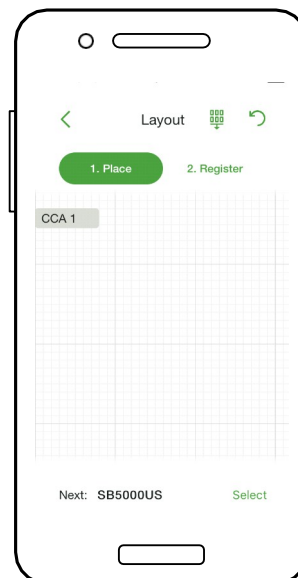 Layout
1. Place 2. Register
CCA 1
Next: SB5000US Select